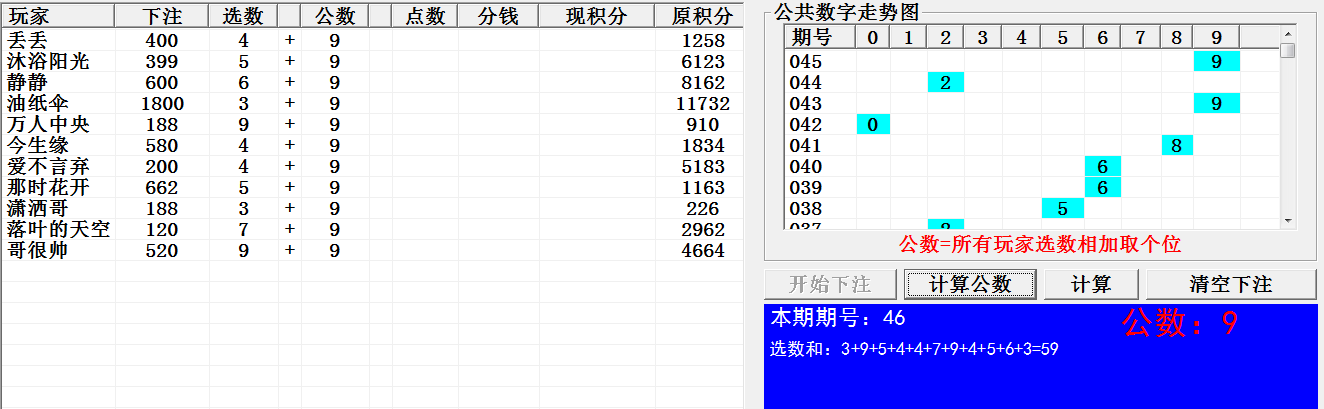 玩家 下注 选数 公数 点数 分钱 现积分 原积分
丢丢 400 4 + 9 1258
沐浴阳光 399 5 + 9 6123
静静 600 6 + 9 8162
油纸伞 1800 3 + 9 11732
万人中央 188 9 + 9 910
今生缘 580 4 + 9 1834
爱不言弃 200 4 + 9 5183
那时花开 662 5 + 9 1163
潇洒哥 188 3 + 9 226
落叶的天空 120 7 + 9 2962
哥很帅 520 9 + 9 4664
公共数字走势图
期号 0 1 2 3 4 5 6 7 8 9
045 9
044 2
043 9
042 0
041 8
040 6
039 6
038 5
037 2
公数=所有玩家选数相加取个位
开始下注 计算公数 计算 清空下注
本期期号：46 公数：9
选数和：3+9+5+4+4+7+9+4+5+6+3=59